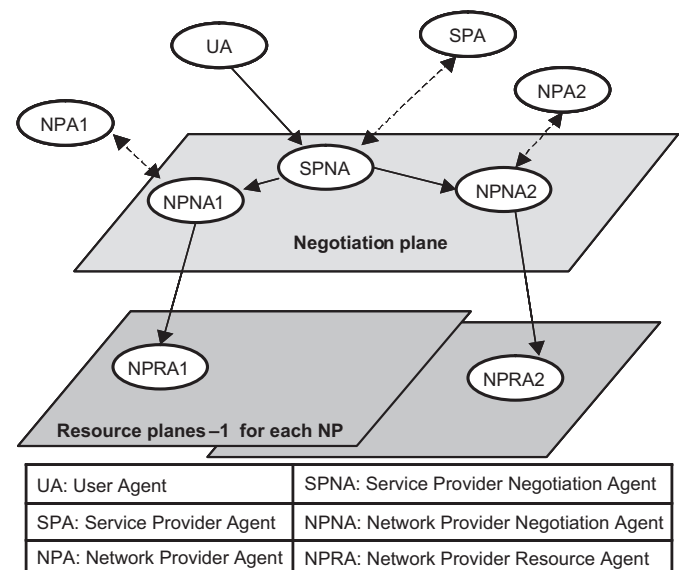 UA
SPA
NPA2
NPA1
SPNA
NPNA1
NPNA2
Negotiation plane
NPRA1
NPRA2
Resource planes –1 for each NP
UA: User Agent
SPNA: Service Provider Negotiation Agent
SPA: Service Provider Agent
NPNA: Network Provider Negotiation Agent
NPA: Network Provider Agent
NPRA: Network Provider Resource Agent